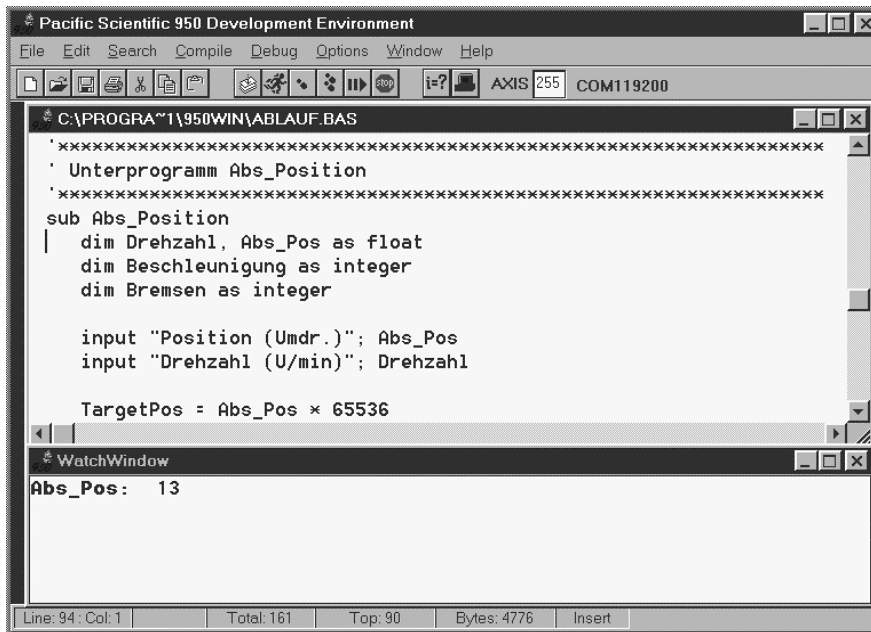 Pacific Scientific 950 Development Environment
File Edit Search Compile Debug Options Window Help
i=? AXIS 255 COM119200
C:\PROGRA~1\950WIN\ABLAUF.BAS
'*******************************************************************
' Unterprogramm Abs_Position
'*******************************************************************
sub Abs_Position
dim Drehzahl, Abs_Pos as float
dim Beschleunigung as integer
dim Bremsen as integer
input "Position (Umdr.)"; Abs_Pos
input "Drehzahl (U/min)"; Drehzahl
TargetPos = Abs_Pos * 65536
WatchWindow
Abs_Pos: 13
Line: 94 : Col: 1 Total: 161 Top: 90 Bytes: 4776 Insert